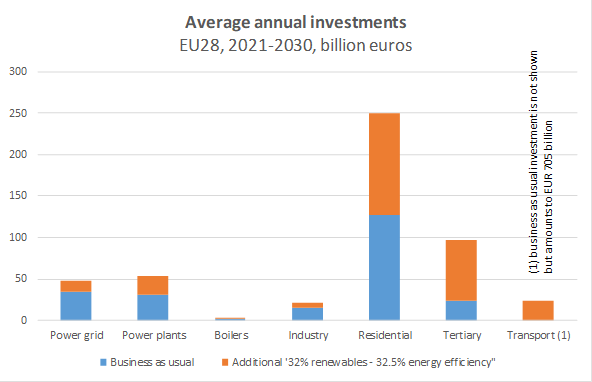 Average annual investments
EU28, 2021-2030, billion euros
300
250
200
150
100
50
0
(1) business as usual investment is not shown
but amounts to EUR 705 billion
Power grid Power plants Boilers Industry Residential Tertiary Transport (1)
Business as usual Additional '32% renewables - 32.5% energy efficiency"